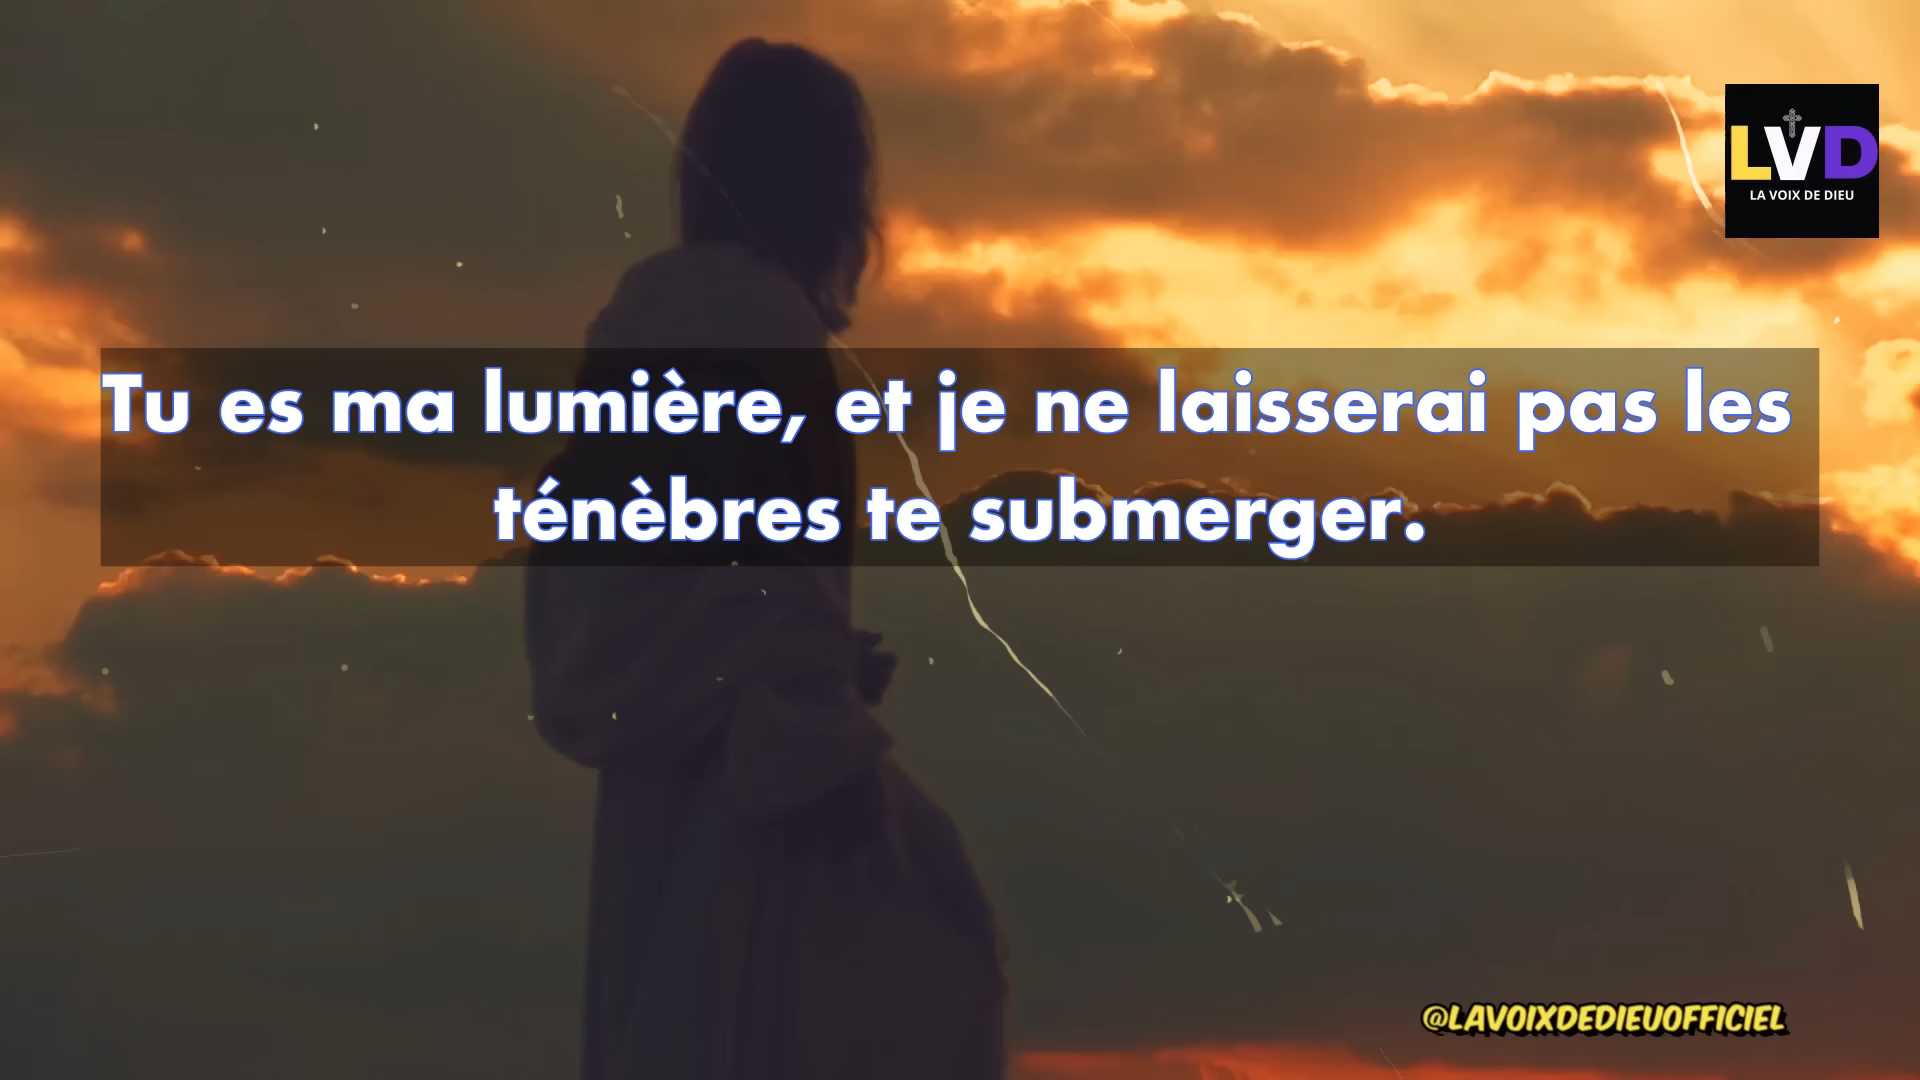 LVD
LA VOIX DE DIEU
Tu es ma lumière, et je ne laisserai pas les
ténèbres te submerger.
@LAVOIXDEDIEUOFFICIEL